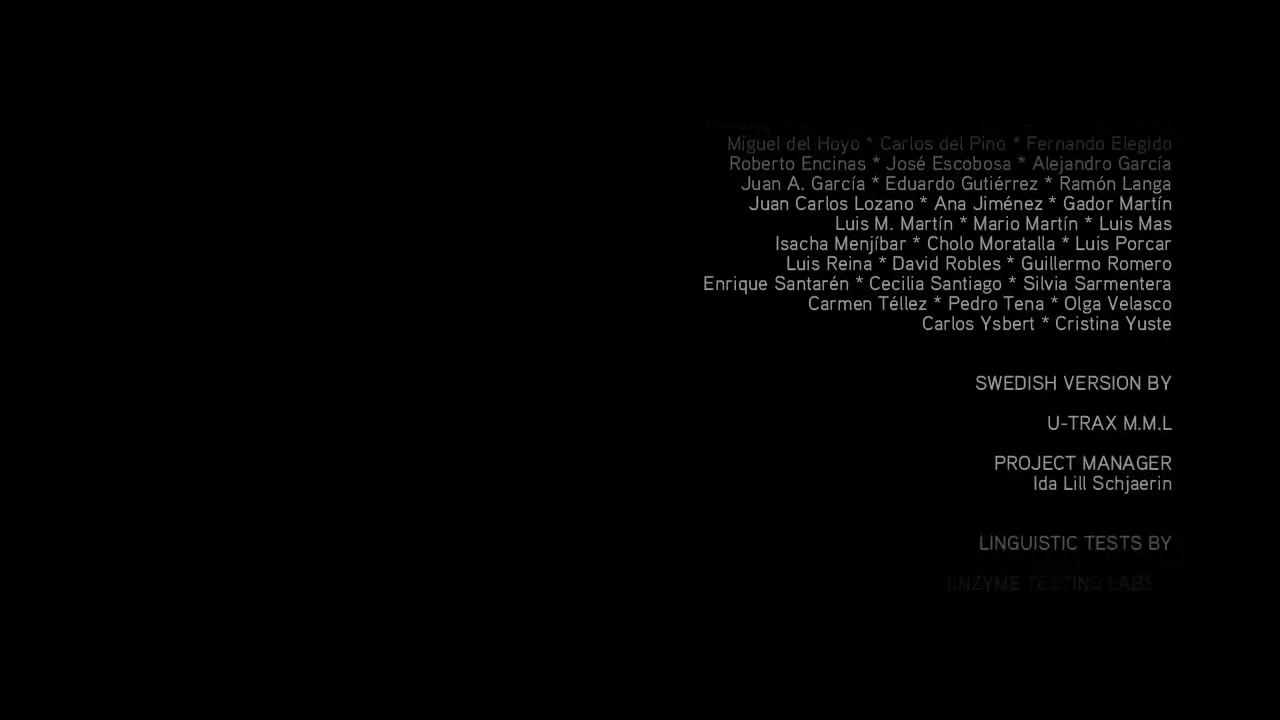 Miguel del Hoyo * Carlos del Pino * Fernando Elegido
Roberto Encinas * José Escobosa * Alejandro García
Juan A. García * Eduardo Gutiérrez * Ramón Langa
Juan Carlos Lozano * Ana Jiménez * Gador Martín
Luis M. Martín * Mario Martín * Luis Mas
Isacha Menjíbar * Cholo Moratalla * Luis Porcar
Luis Reina * David Robles * Guillermo Romero
Enrique Santarén * Cecilia Santiago * Silvia Sarmentera
Carmen Téllez * Pedro Tena * Olga Velasco
Carlos Ysbert * Cristina Yuste
SWEDISH VERSION BY
U-TRAX M.M.L
PROJECT MANAGER
Ida Lill Schjaerin
LINGUISTIC TESTS BY
ENZYME TESTING LABS